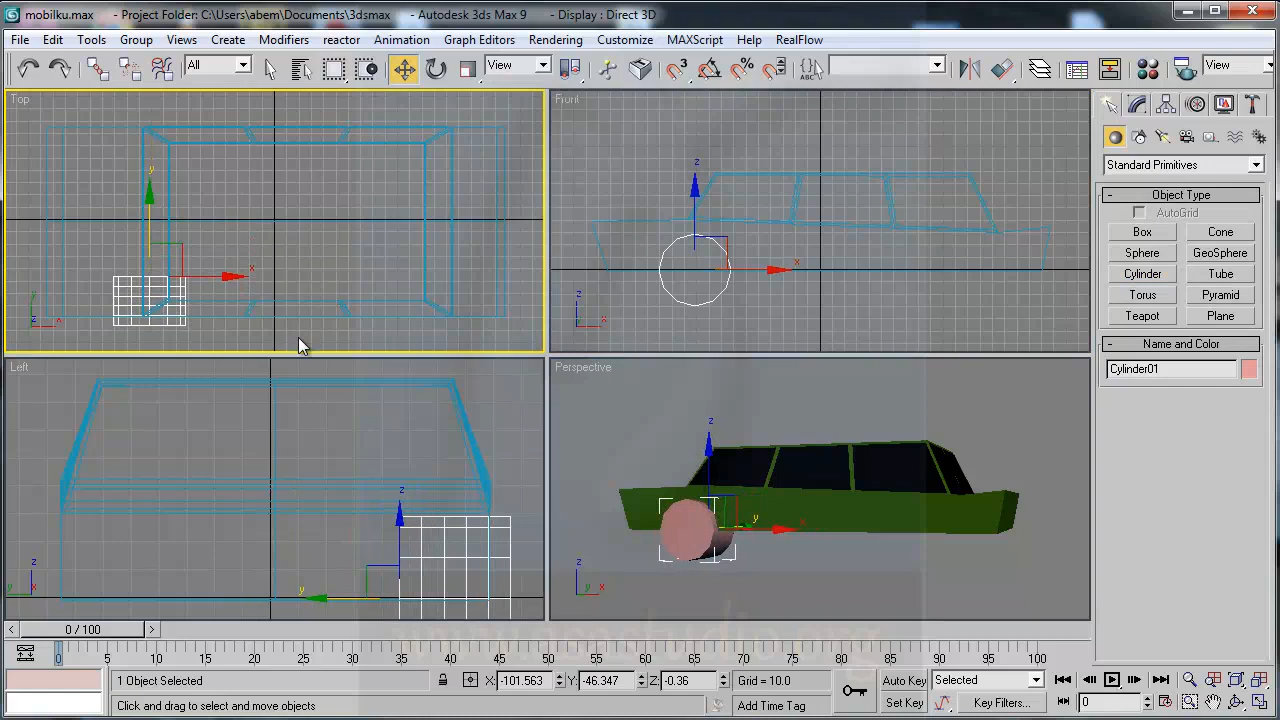 mobilku.max - Project Folder: C:\Users\abem\Documents\3dsmax - Autodesk 3ds Max 9 - Display : Direct 3D
File Edit Tools Group Views Create Modifiers reactor Animation Graph Editors Rendering Customize MAXScript Help RealFlow
All View 3 View
Top
Front
Left
Perspective
Standard Primitives
- Object Type
AutoGrid
Box Cone
Sphere GeoSphere
Cylinder Tube
Torus Pyramid
Teapot Plane
- Name and Color
Cylinder01
0 / 100
0 5 10 15 20 25 30 35 40 45 50 55 60 65 70 75 80 85 90 95 100
1 Object Selected X: -101.563 Y: -46.347 Z: -0.36 Grid = 10.0 Auto Key Selected
Click and drag to select and move objects Add Time Tag Set Key Key Filters... 0